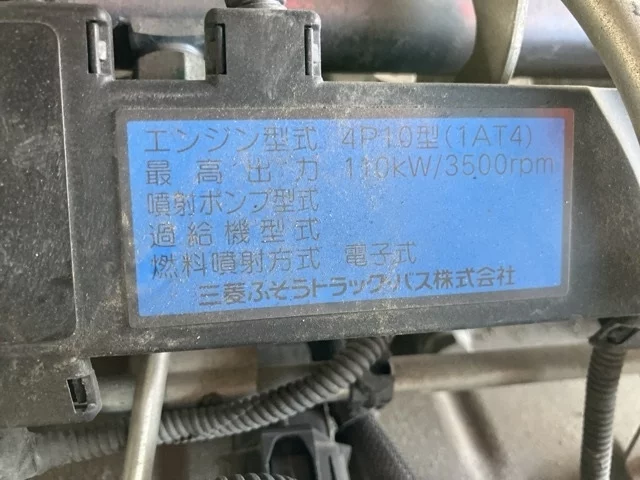 エンジン型式 4P10型(1AT4)
最高出力 110kW/3500rpm
噴射ポンプ型式
過給機型式
燃料噴射方式 電子式
三菱ふそうトラック・バス株式会社